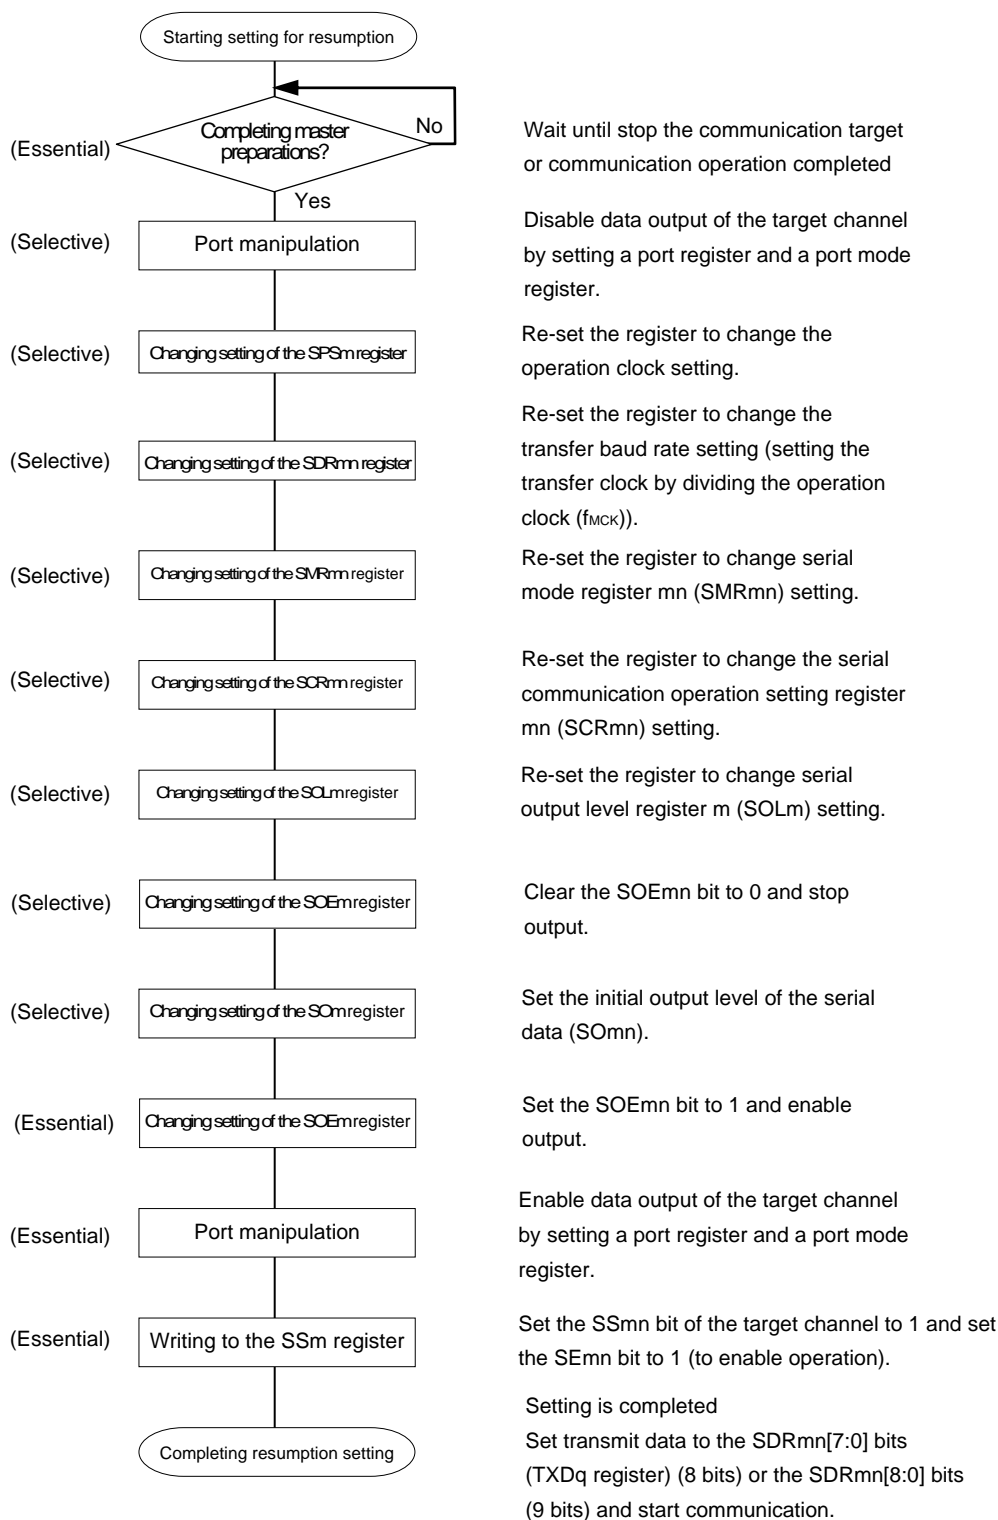 Starting setting for resumption
(Essential)
Completing master
preparations?
No
Wait until stop the communication target
or communication operation completed
Yes
(Selective)
Port manipulation
Disable data output of the target channel
by setting a port register and a port mode
register.
(Selective)
Changing setting of the SPSm register
Re-set the register to change the
operation clock setting.
(Selective)
Changing setting of the SDRmn register
Re-set the register to change the
transfer baud rate setting (setting the
transfer clock by dividing the operation
clock (fMCK)).
(Selective)
Changing setting of the SMRmn register
Re-set the register to change serial
mode register mn (SMRmn) setting.
(Selective)
Changing setting of the SCRmn register
Re-set the register to change the serial
communication operation setting register
mn (SCRmn) setting.
(Selective)
Changing setting of the SOLm register
Re-set the register to change serial
output level register m (SOLm) setting.
(Selective)
Changing setting of the SOEm register
Clear the SOEmn bit to 0 and stop
output.
(Selective)
Changing setting of the SOm register
Set the initial output level of the serial
data (SOmn).
(Essential)
Changing setting of the SOEm register
Set the SOEmn bit to 1 and enable
output.
(Essential)
Port manipulation
Enable data output of the target channel
by setting a port register and a port mode
register.
(Essential)
Writing to the SSm register
Set the SSmn bit of the target channel to 1 and set
the SEmn bit to 1 (to enable operation).
Completing resumption setting
Setting is completed
Set transmit data to the SDRmn[7:0] bits
(TXDq register) (8 bits) or the SDRmn[8:0] bits
(9 bits) and start communication.